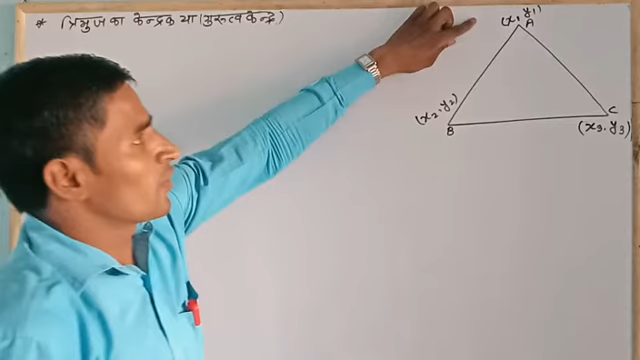 * त्रिभुज का केन्द्रक या (गुरुत्व केन्द्र)
(x1 y1)
A
(x2, y2)
B
C
(x3, y3)